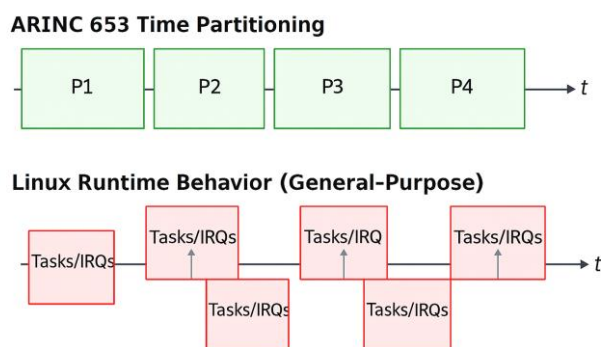 ARINC 653 Time Partitioning
P1 P2 P3 P4 t
Linux Runtime Behavior (General-Purpose)
Tasks/IRQs Tasks/IRQs Tasks/IRQ Tasks/IRQs t
Tasks/IRQs Tasks/IRQs